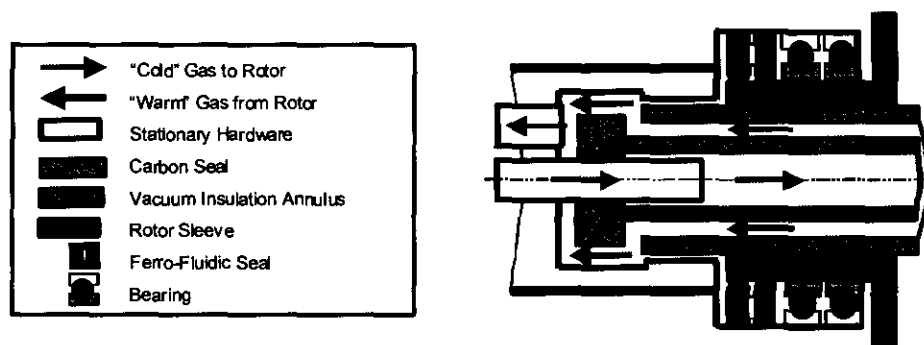 "Cold" Gas to Rotor
"Warm" Gas from Rotor
Stationary Hardware
Carbon Seal
Vacuum Insulation Annulus
Rotor Sleeve
Ferro-Fluidic Seal
Bearing